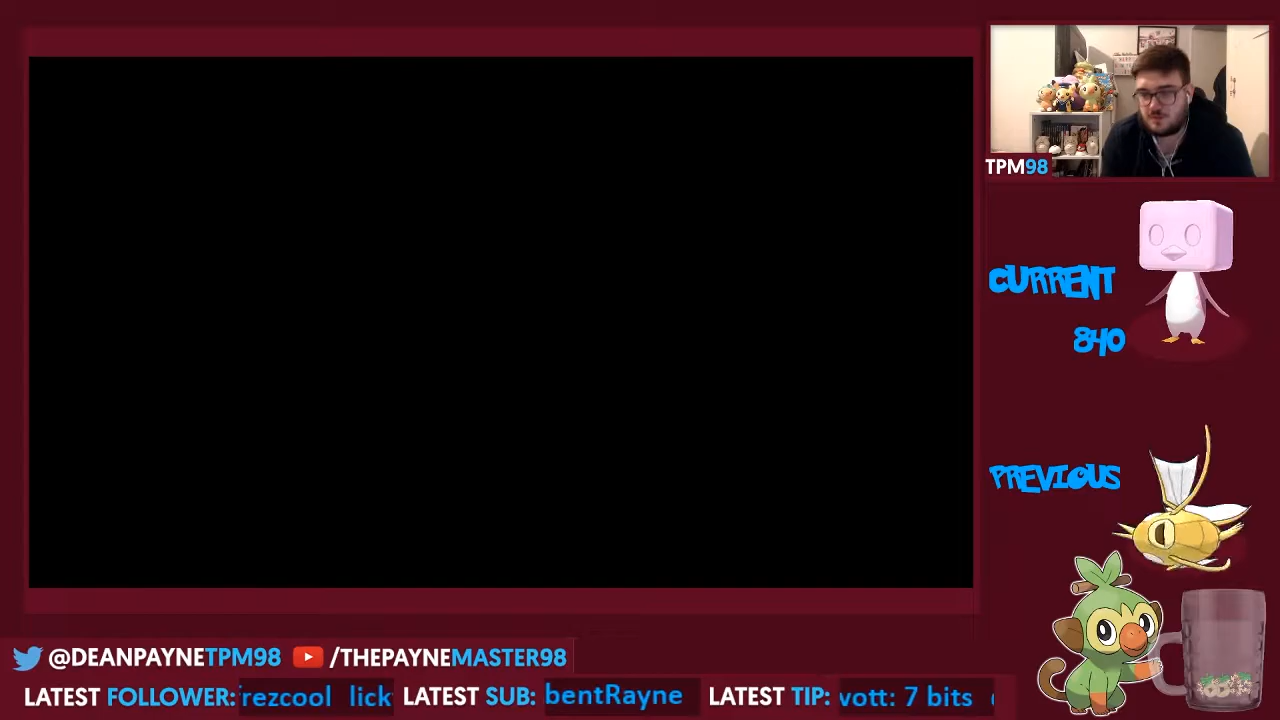 TPM98
CURRENT
840
PREVIOUS
@DEANPAYNETPM98 /THEPAYNEMASTER98
LATEST FOLLOWER: rezcool lick LATEST SUB: bentRayne LATEST TIP: vott: 7 bits